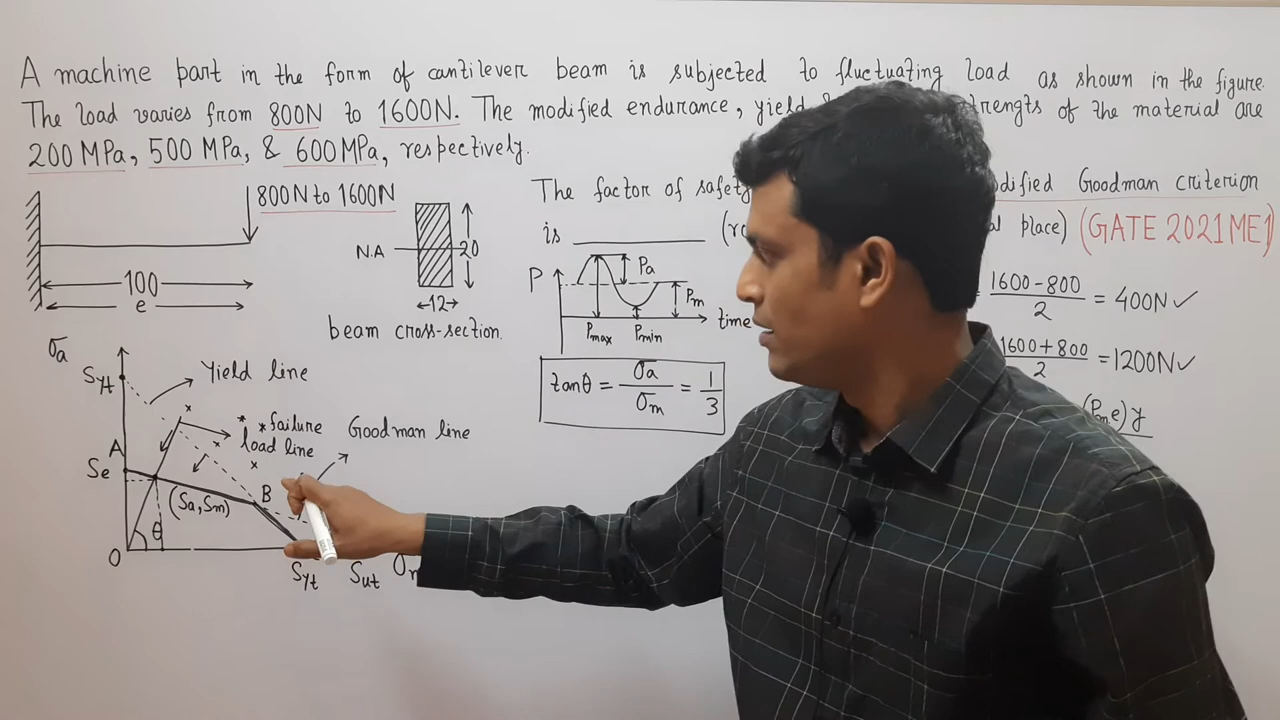 A machine part in the form of cantilever beam is subjected to fluctuating load as shown in the figure.
The load varies from 800N to 1600N. The modified endurance, yield strengts of the material are
200 MPa, 500 MPa, & 600 MPa, respectively.
The factor of safety modified Goodman criterion
is ______ place) (GATE 2021 ME1)
800N to 1600N
100
e
N.A
20
12
beam cross-section
P
Pa
Pm
Pmax
Pmin
time
1600-800 / 2 = 400N ✓
1600+800 / 2 = 1200N ✓
(Pm e) y
tanθ = σa / σm = 1 / 3
σa
Syt
Yield line
A
Se
* *failure
load line
Goodman line
B
(Sa, Sm)
θ
O
Syt
Sut